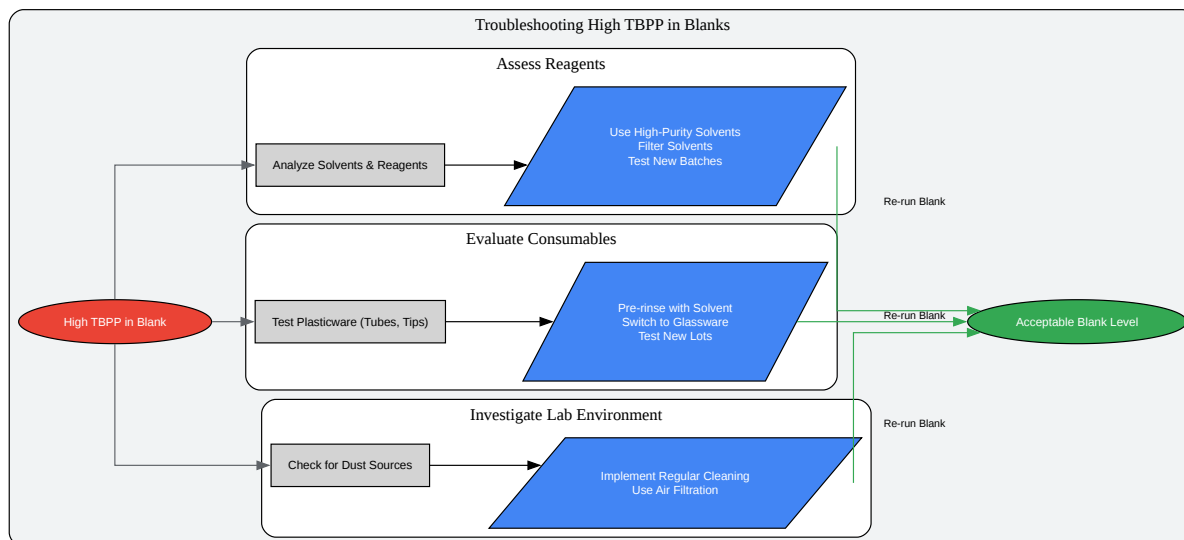 Troubleshooting High TBPP in Blanks
Assess Reagents
Analyze Solvents & Reagents
Use High-Purity Solvents
Filter Solvents
Test New Batches
Re-run Blank
Evaluate Consumables
High TBPP in Blank
Test Plasticware (Tubes, Tips)
Pre-rinse with Solvent
Switch to Glassware
Test New Lots
Re-run Blank
Acceptable Blank Level
Investigate Lab Environment
Re-run Blank
Check for Dust Sources
Implement Regular Cleaning
Use Air Filtration